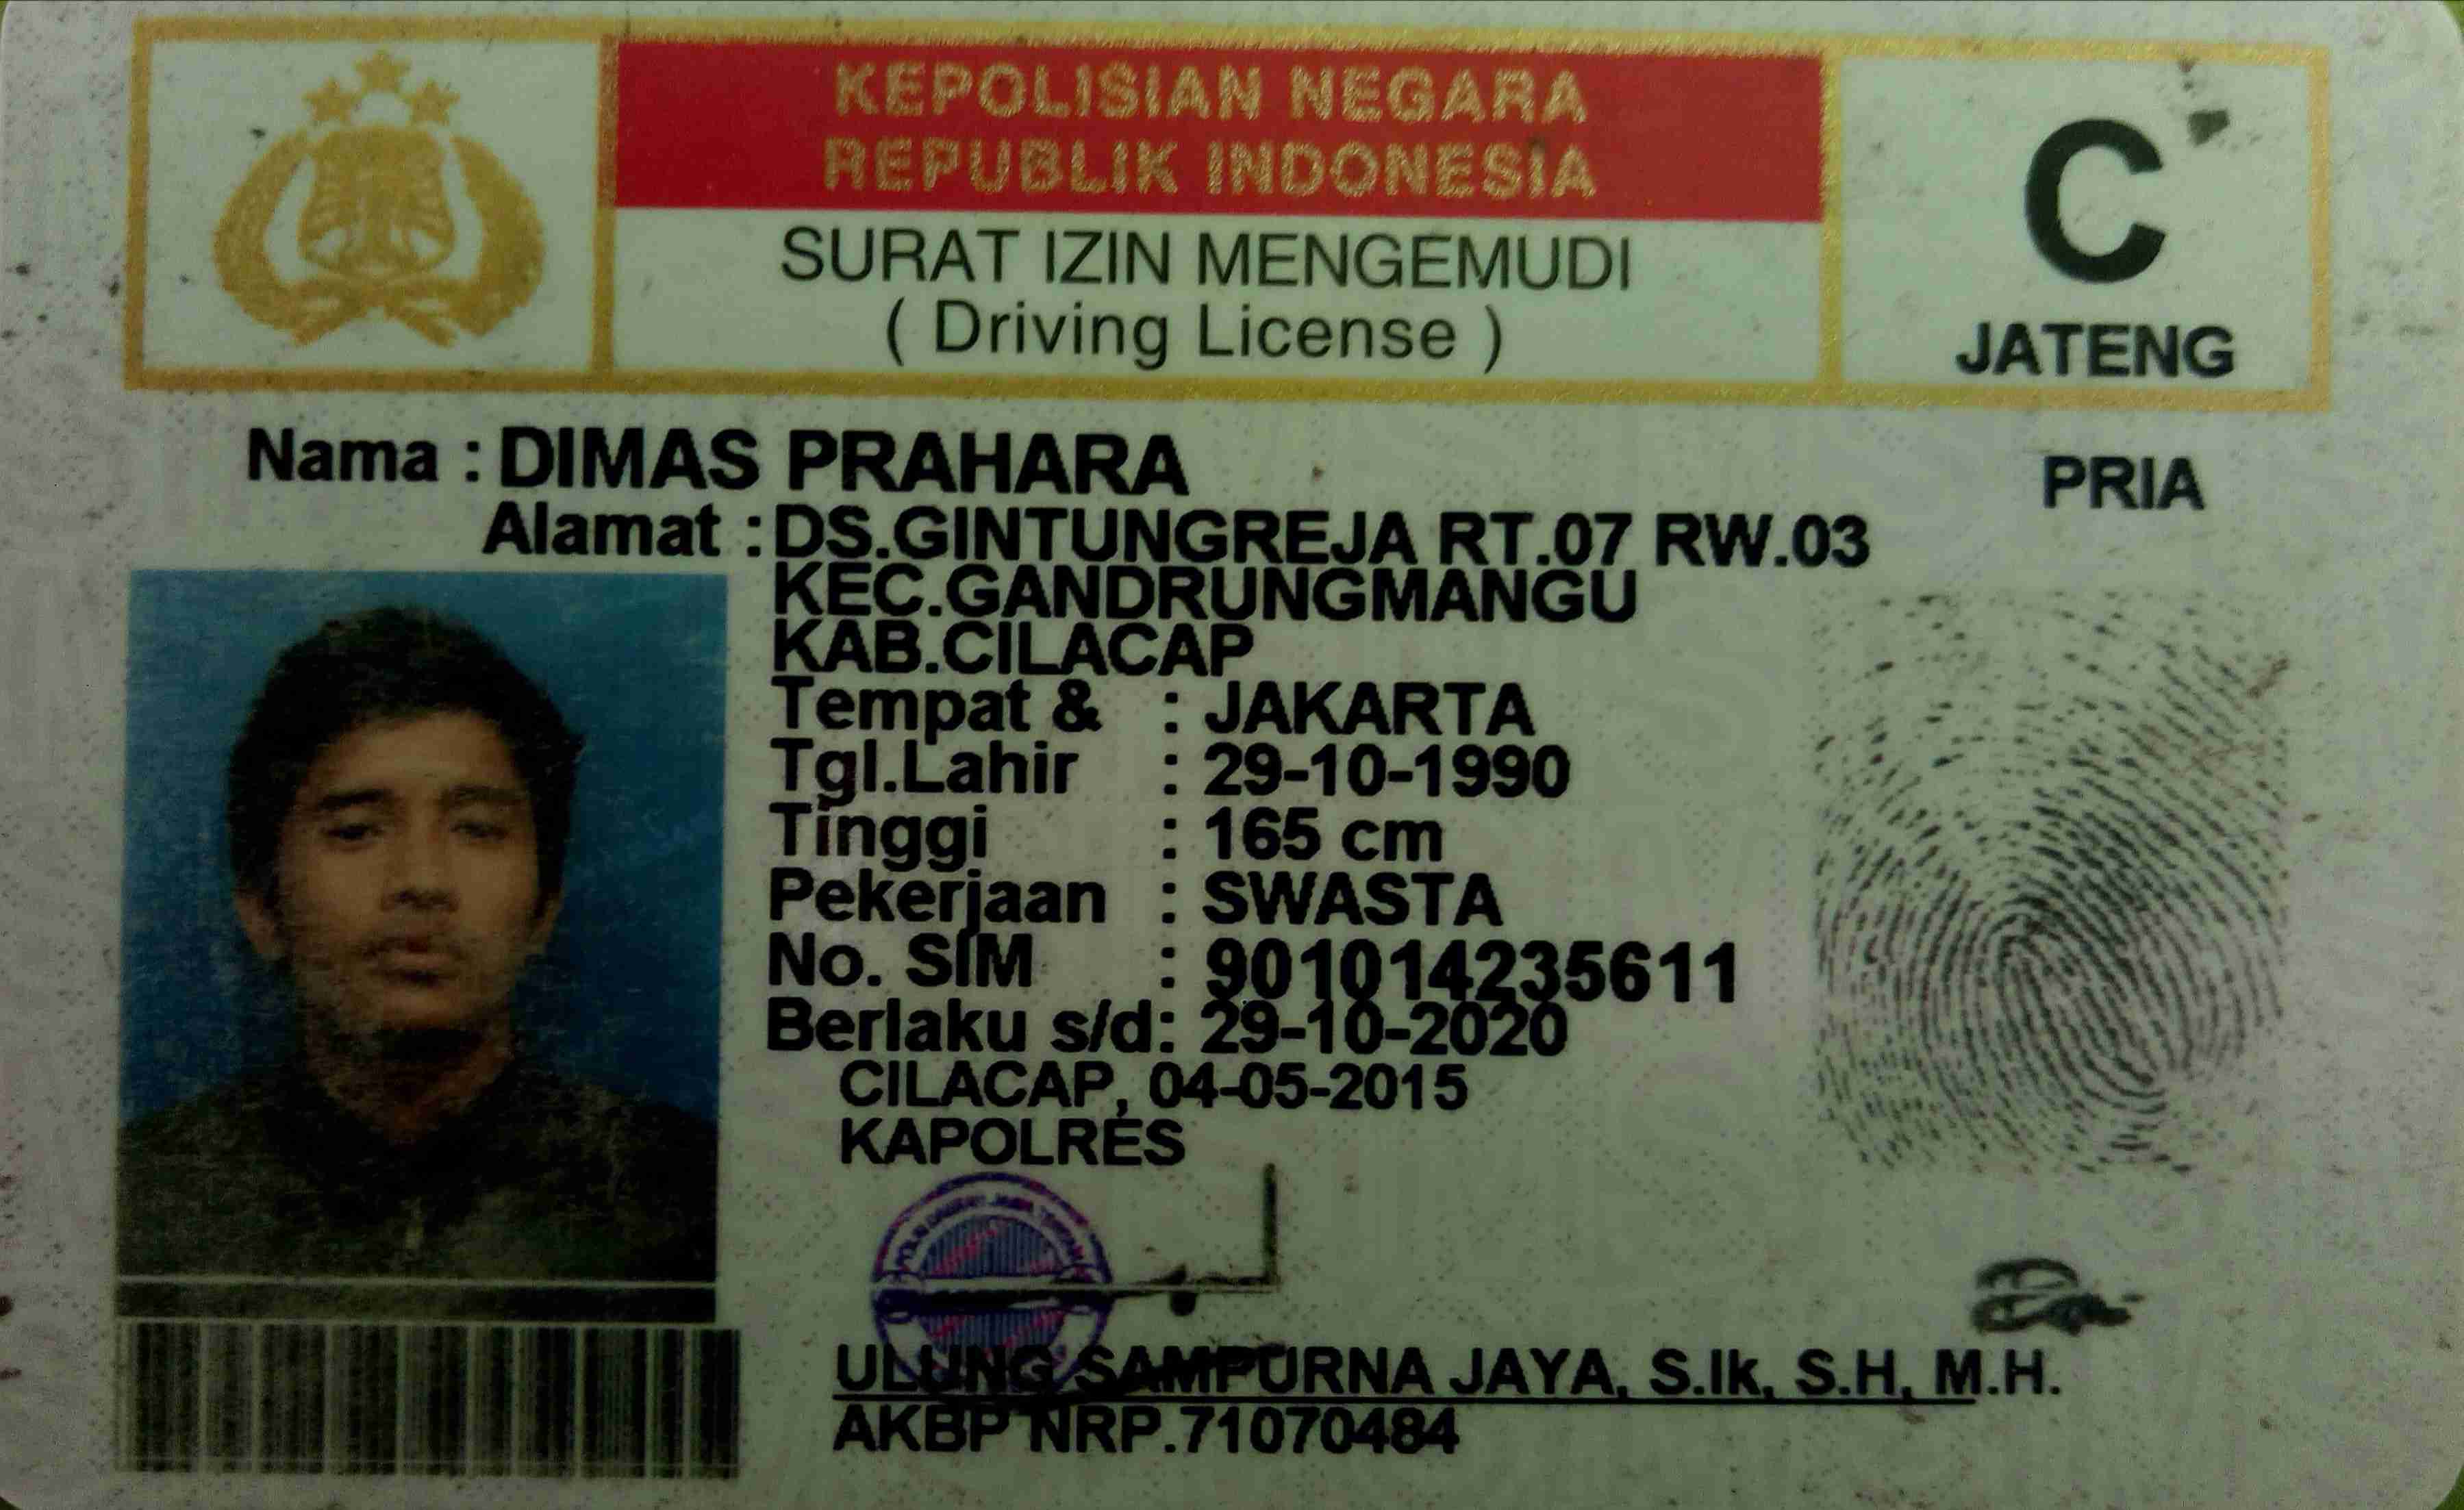 KEPOLISIAN NEGARA
REPUBLIK INDONESIA
SURAT IZIN MENGEMUDI
( Driving License )
C
JATENG
Nama : DIMAS PRAHARA
PRIA
Alamat : DS.GINTUNGREJA RT.07 RW.03
KEC.GANDRUNGMANGU
KAB.CILACAP
Tempat & : JAKARTA
Tgl.Lahir : 29-10-1990
Tinggi : 165 cm
Pekerjaan : SWASTA
No. SIM : 901014235611
Berlaku s/d: 29-10-2020
CILACAP, 04-05-2015
KAPOLRES
ULUNG SAMPURNA JAYA, S.Ik, S.H, M.H.
AKBP NRP.71070484